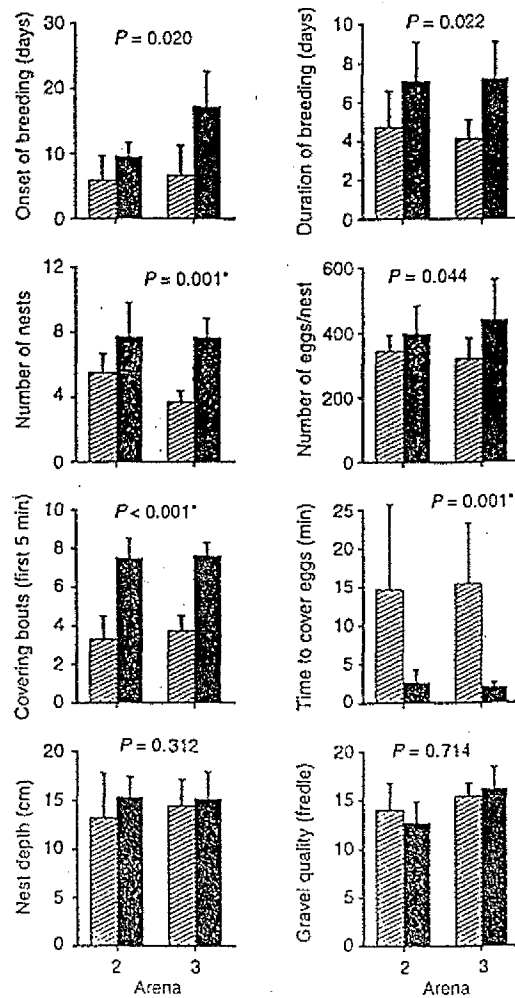 Onset of breeding (days)
30
20
10
0
P = 0.020
Duration of breeding (days)
10
8
6
4
2
0
P = 0.022
Number of nests
12
8
4
0
P = 0.001*
Number of eggs/nest
600
400
200
0
P = 0.044
Covering bouts (first 5 min)
10
8
6
4
2
0
P < 0.001*
Time to cover eggs (min)
25
20
15
10
5
0
P = 0.001*
Nest depth (cm)
20
15
10
5
0
P = 0.312
2 3
Arena
Gravel quality (fredle)
20
15
10
5
0
P = 0.714
2 3
Arena